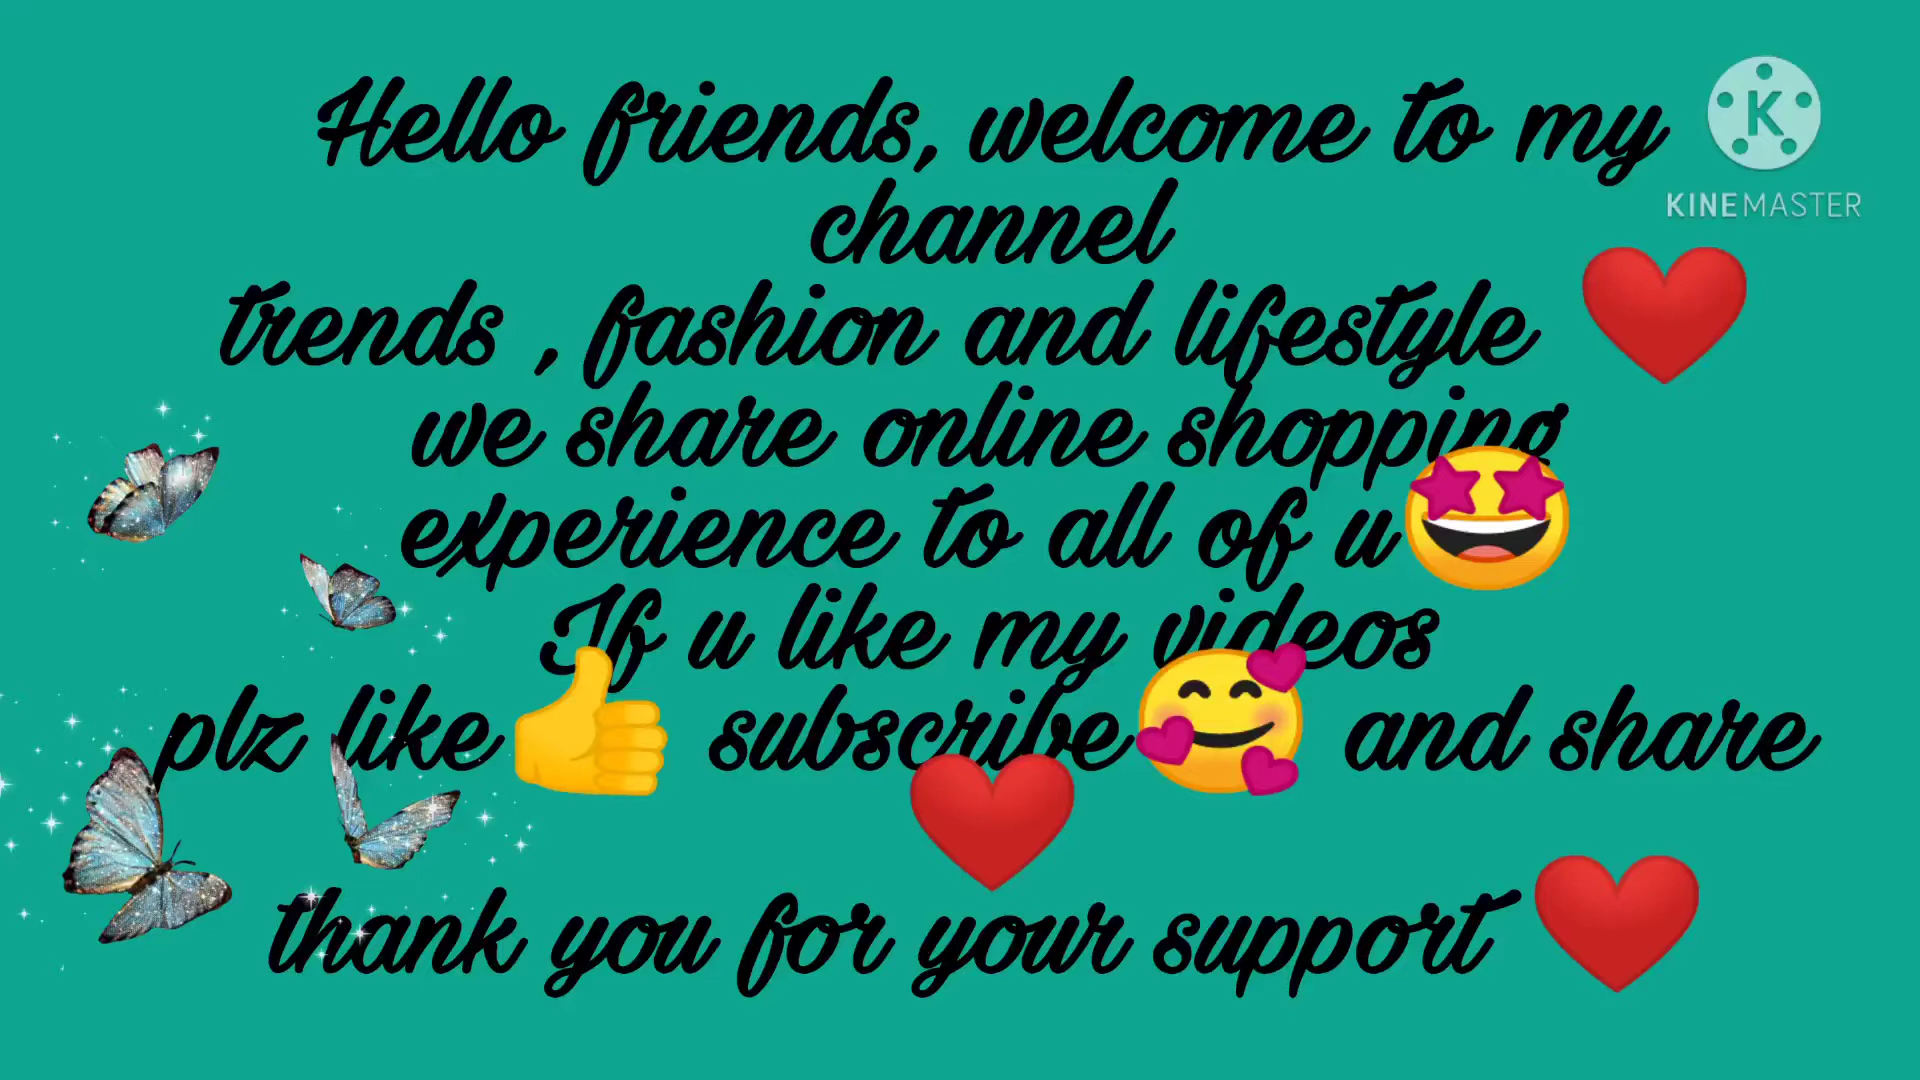 Hello friends, welcome to my
K
KINEMASTER
channel
trends , fashion and lifestyle ❤️
we share online shopping
experience to all of u🤩
If u like my videos
plz like👍 subscribe🥰 and share
❤️
thank you for your support ❤️